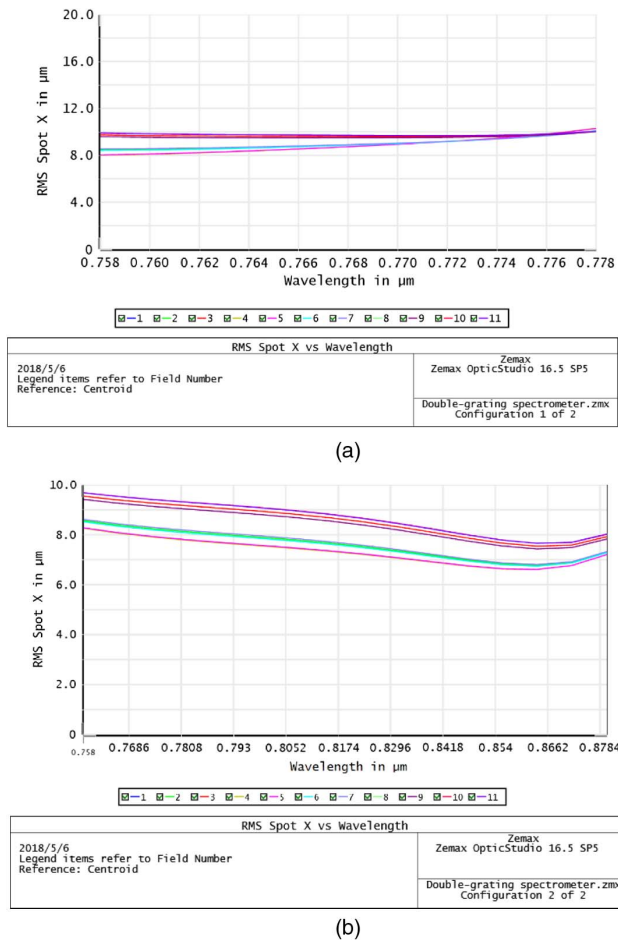 20.0
16.0
12.0
8.0
4.0
0
RMS Spot X in µm
0.758 0.760 0.762 0.764 0.766 0.768 0.770 0.772 0.774 0.776 0.778
Wavelength in µm
1 2 3 4 5 6 7 8 9 10 11
RMS Spot X vs Wavelength
2018/5/6
Legend items refer to Field Number
Reference: Centroid
Zemax
Zemax OpticStudio 16.5 SP5
Double-grating spectrometer.zmx
Configuration 1 of 2
(a)
10.0
8.0
6.0
4.0
2.0
0
RMS Spot X in µm
0.758 0.7686 0.7808 0.793 0.8052 0.8174 0.8296 0.8418 0.854 0.8662 0.8784
Wavelength in µm
1 2 3 4 5 6 7 8 9 10 11
RMS Spot X vs Wavelength
2018/5/6
Legend items refer to Field Number
Reference: Centroid
Zemax
Zemax OpticStudio 16.5 SP5
Double-grating spectrometer.zmx
Configuration 2 of 2
(b)